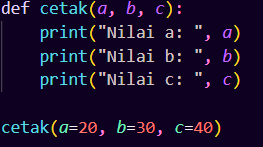 def cetak(a, b, c):
    print("Nilai a: ", a)
    print("Nilai b: ", b)
    print("Nilai c: ", c)

cetak(a=20, b=30, c=40)